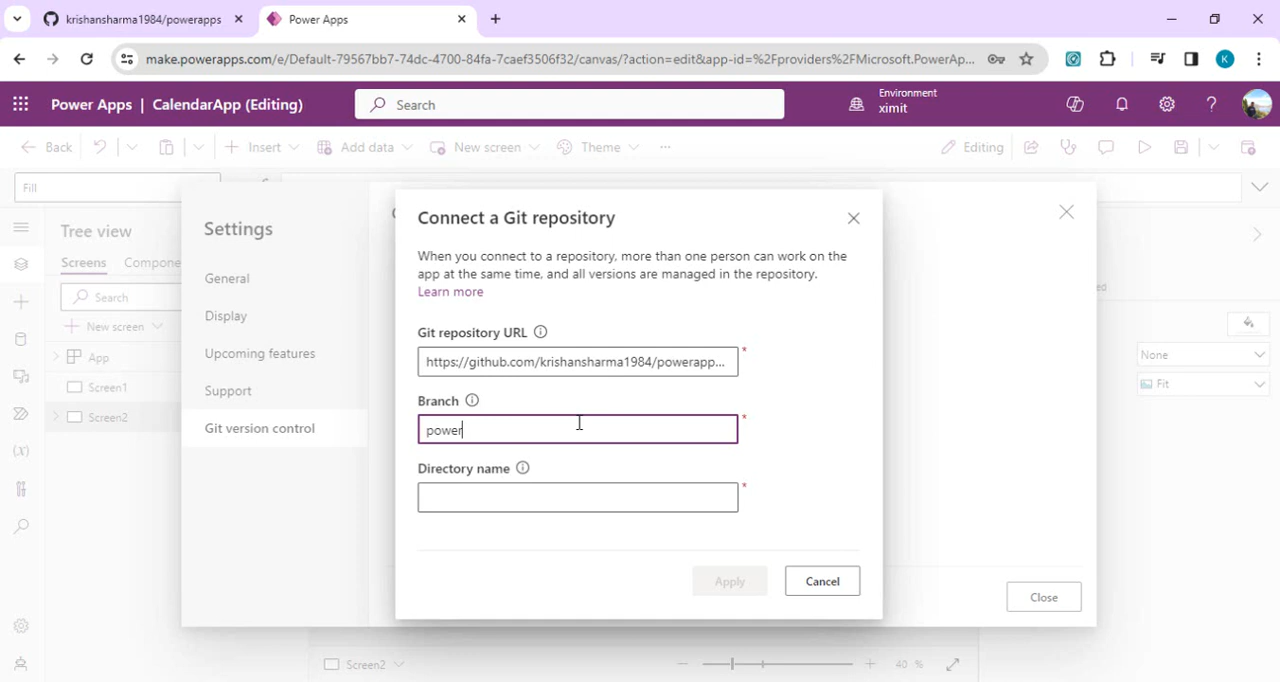 krishansharma1984/powerapps
Power Apps
make.powerapps.com/e/Default-79567bb7-74dc-4700-84fa-7caef3506f32/canvas/?action=edit&app-id=%2Fproviders%2FMicrosoft.PowerAp...
K
Power Apps | CalendarApp (Editing)
Search
Environment
ximit
Back
Insert
Add data
New screen
Theme
Editing
Fill
Tree view
Screens
Compone
Search
New screen
App
Screen1
Screen2
Settings
General
Display
Upcoming features
Support
Git version control
Connect a Git repository
When you connect to a repository, more than one person can work on the
app at the same time, and all versions are managed in the repository.
Learn more
Git repository URL
https://github.com/krishansharma1984/powerapp...
*
Branch
power
*
Directory name
*
Apply
Cancel
Close
None
Fit
Screen2
40 %